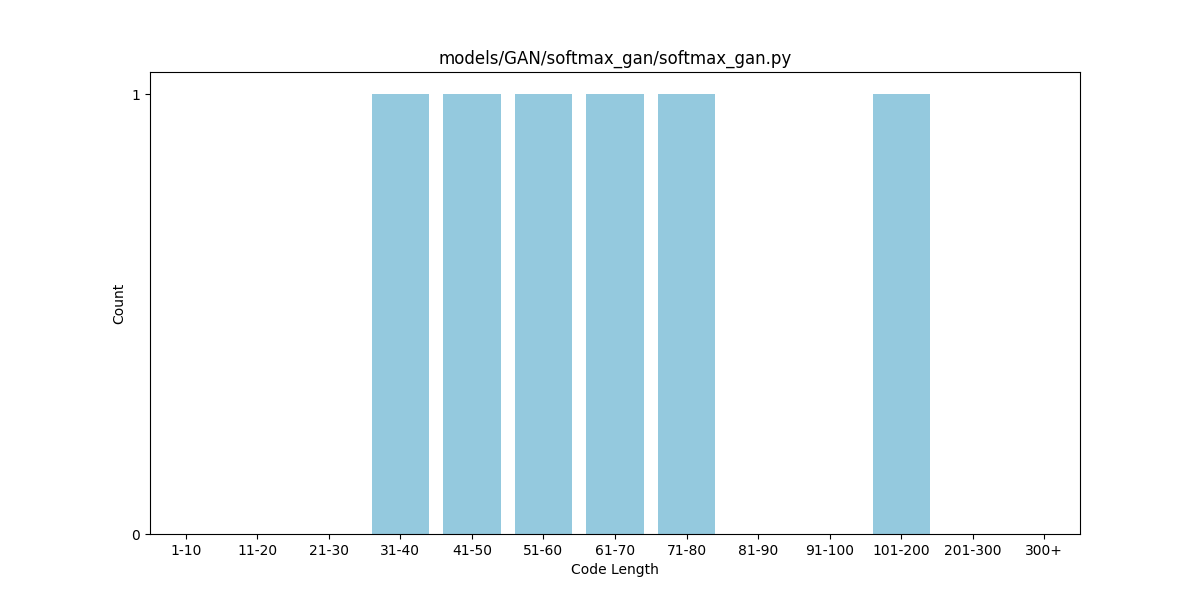 models/GAN/softmax_gan/softmax_gan.py
Count
1
0
1-10 11-20 21-30 31-40 41-50 51-60 61-70 71-80 81-90 91-100 101-200 201-300 300+
Code Length